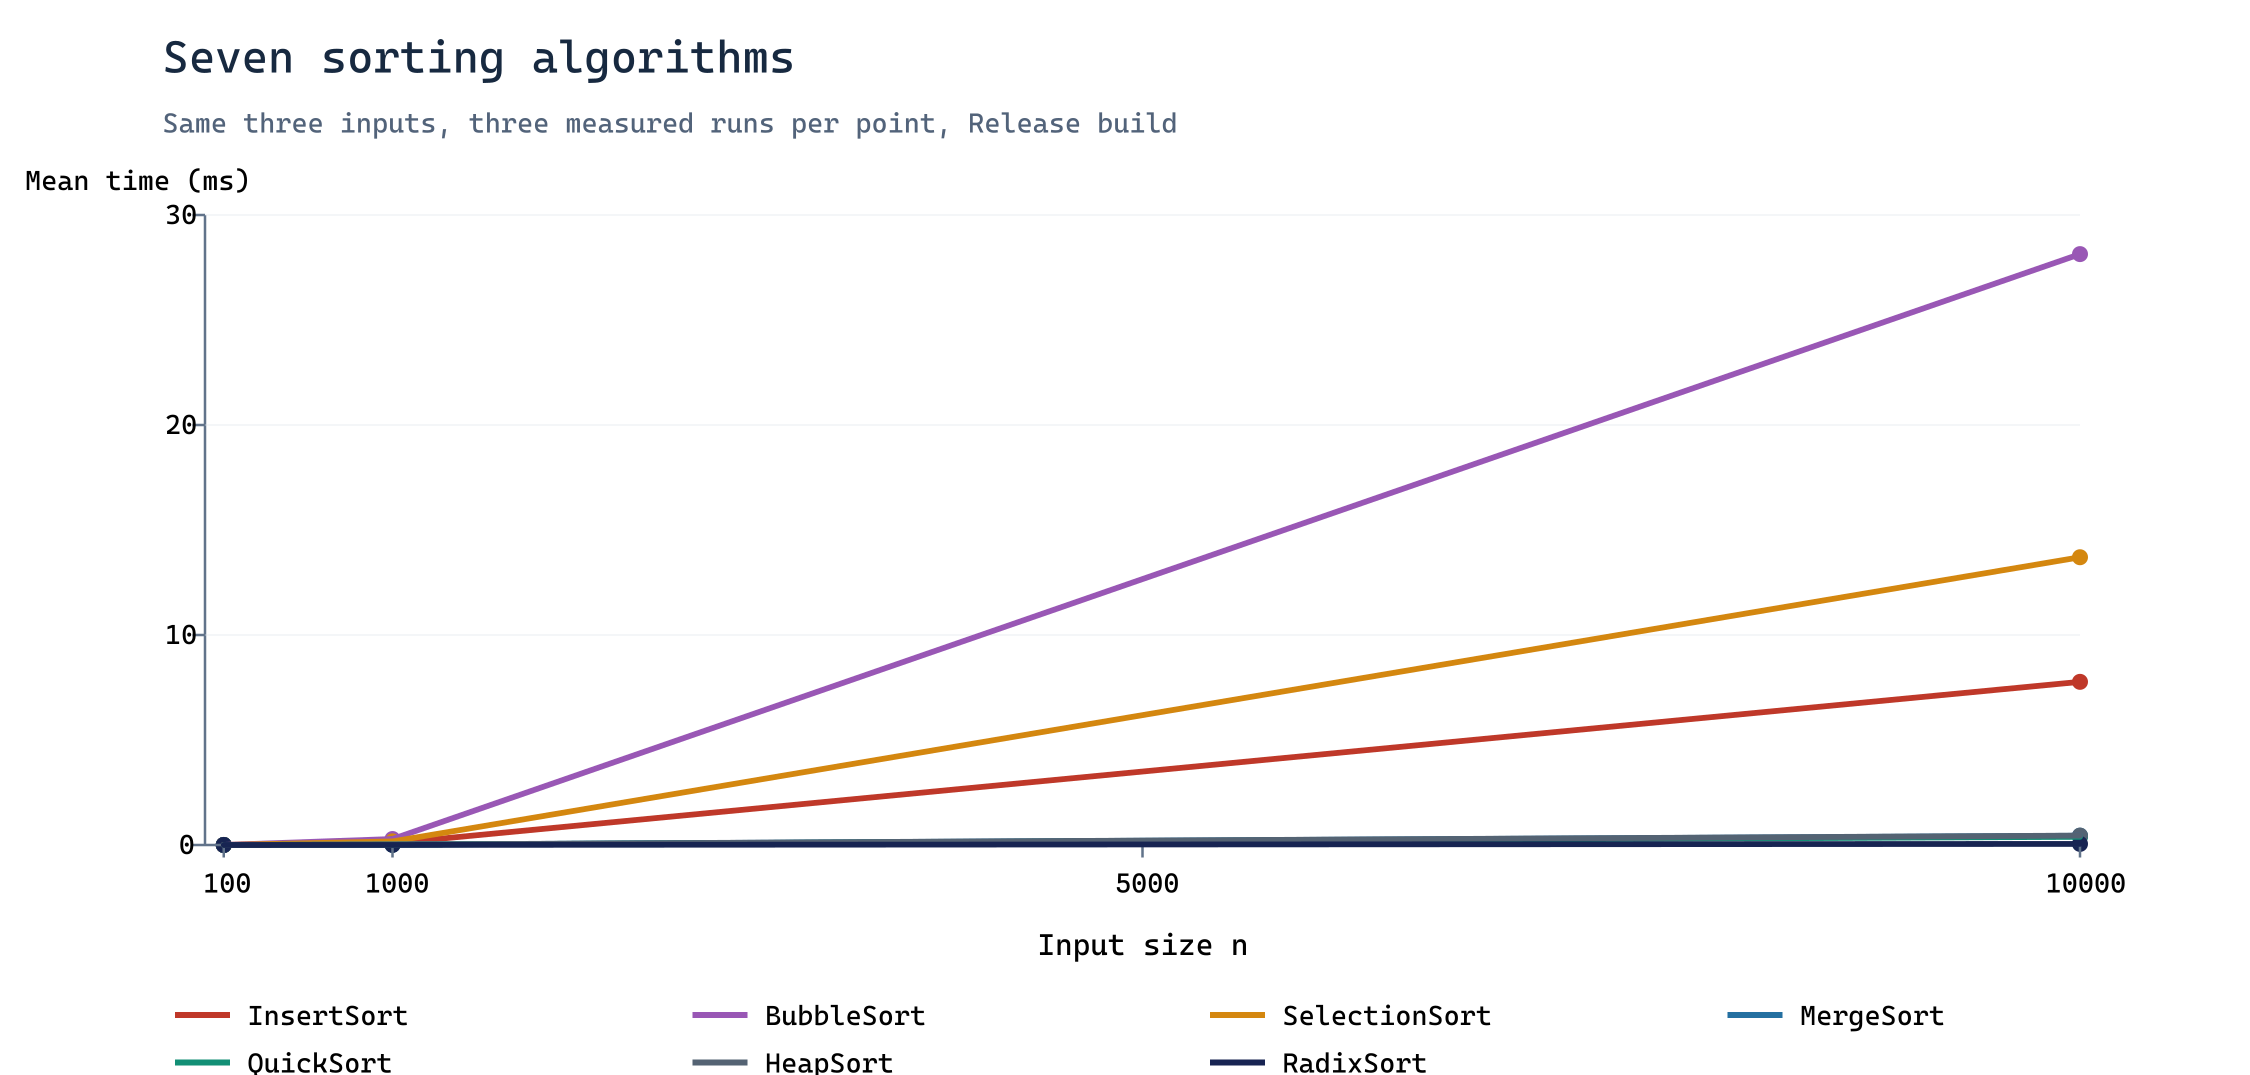 Seven sorting algorithms
Same three inputs, three measured runs per point, Release build
Mean time (ms)
30
20
10
0
100 1000 5000 10000
Input size n
InsertSort BubbleSort SelectionSort MergeSort
QuickSort HeapSort RadixSort